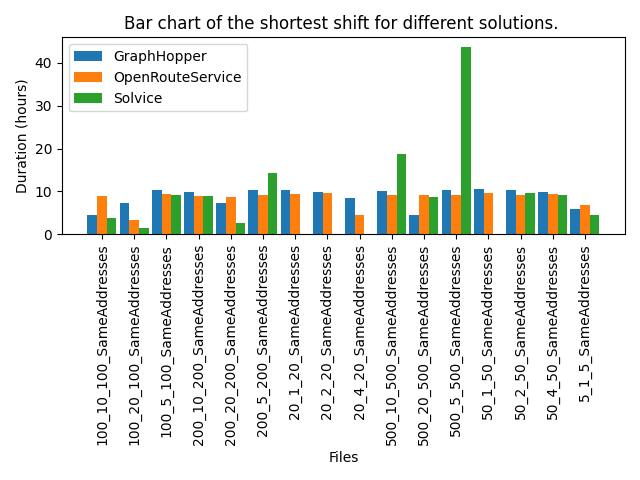 Bar chart of the shortest shift for different solutions.
GraphHopper
OpenRouteService
Solvice
Duration (hours)
40
30
20
10
0
100_10_100_SameAddresses
100_20_100_SameAddresses
100_5_100_SameAddresses
200_10_200_SameAddresses
200_20_200_SameAddresses
200_5_200_SameAddresses
20_1_20_SameAddresses
20_2_20_SameAddresses
20_4_20_SameAddresses
500_10_500_SameAddresses
500_20_500_SameAddresses
500_5_500_SameAddresses
50_1_50_SameAddresses
50_2_50_SameAddresses
50_4_50_SameAddresses
5_1_5_SameAddresses
Files